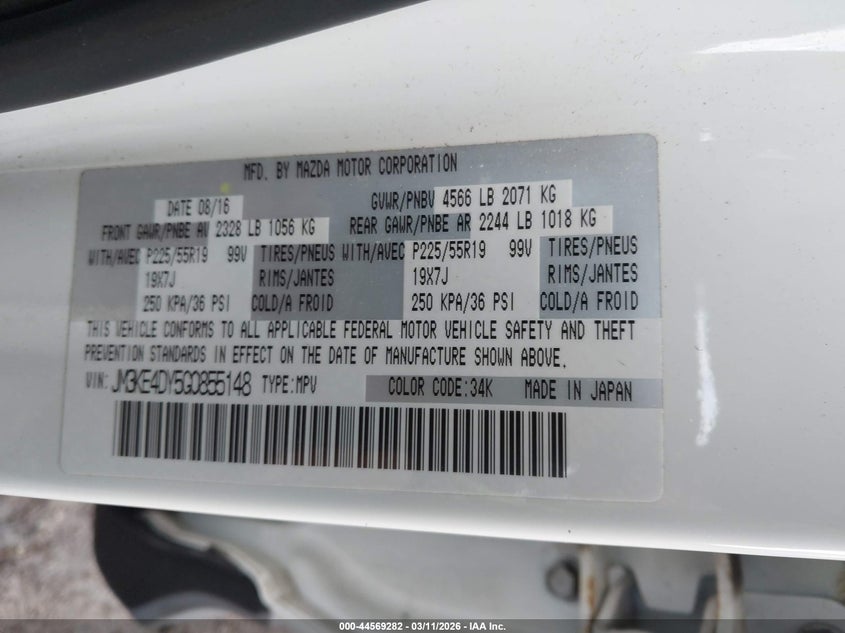 MFD. BY MAZDA MOTOR CORPORATION
DATE 08/16 GVWR/PNBV 4566 LB 2071 KG
FRONT GAWR/PNBE AV 2328 LB 1056 KG REAR GAWR/PNBE AR 2244 LB 1018 KG
WITH/AVEC P225/55R19 99V TIRES/PNEUS WITH/AVEC P225/55R19 99V TIRES/PNEUS
19X7J RIMS/JANTES 19X7J RIMS/JANTES
250 KPA/36 PSI COLD/A FROID 250 KPA/36 PSI COLD/A FROID
THIS VEHICLE CONFORMS TO ALL APPLICABLE FEDERAL MOTOR VEHICLE SAFETY AND THEFT
PREVENTION STANDARDS IN EFFECT ON THE DATE OF MANUFACTURE SHOWN ABOVE.
VIN: JM3KE4DY5G0855148 TYPE:MPV COLOR CODE:34K MADE IN JAPAN
000-44569282 - 03/11/2026 - IAA Inc.